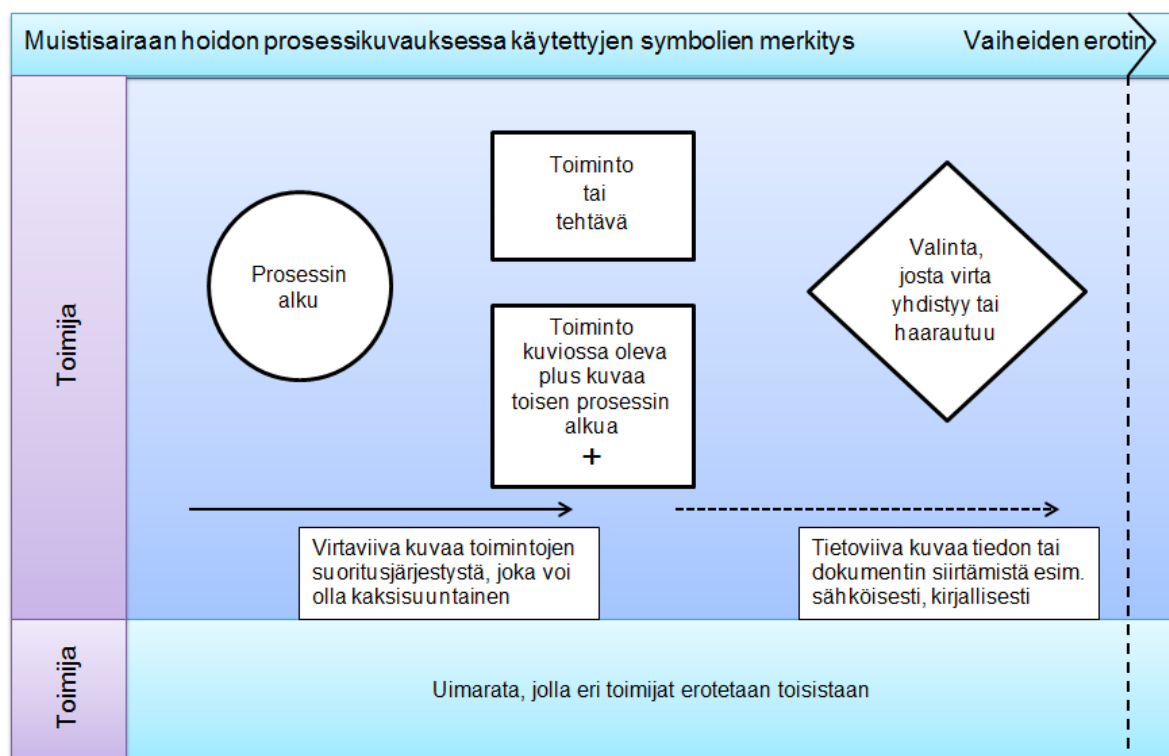 Muistisairaan hoidon prosessikuvauksessa käytettyjen symbolien merkitys
Vaiheiden erotin
Toimija
Prosessin
alku
Toiminto
tai
tehtävä
Toiminto
kuviossa oleva
plus kuvaa
toisen prosessin
alkua
+
Valinta,
josta virta
yhdistyy tai
haarautuu
Virtaviiva kuvaa toimintojen
suoritusjärjestystä, joka voi
olla kaksisuuntainen
Tietoviiva kuvaa tiedon tai
dokumentin siirtämistä esim.
sähköisesti, kirjallisesti
Toimija
Uimarata, jolla eri toimijat erotetaan toisistaan